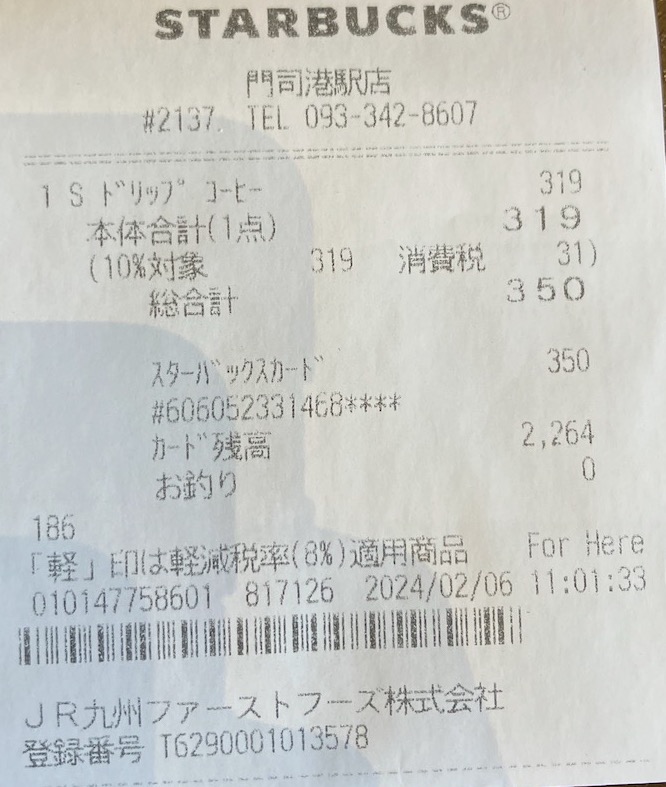 STARBUCKS®
門司港駅店
#2137. TEL 093-342-8607
1 S ﾄﾞﾘｯﾌﾟ ｺｰﾋｰ 319
本体合計(1点) 319
(10%対象 319 消費税 31)
総合計 350
ｽﾀｰﾊﾞｯｸｽｶｰﾄﾞ 350
#606052331468****
ｶｰﾄﾞ残高 2,264
お釣り 0
186
「軽」印は軽減税率(8%)適用商品 For Here
010147758601 817126 2024/02/06 11:01:33
ＪＲ九州ファーストフーズ株式会社
登録番号 T6290001013578